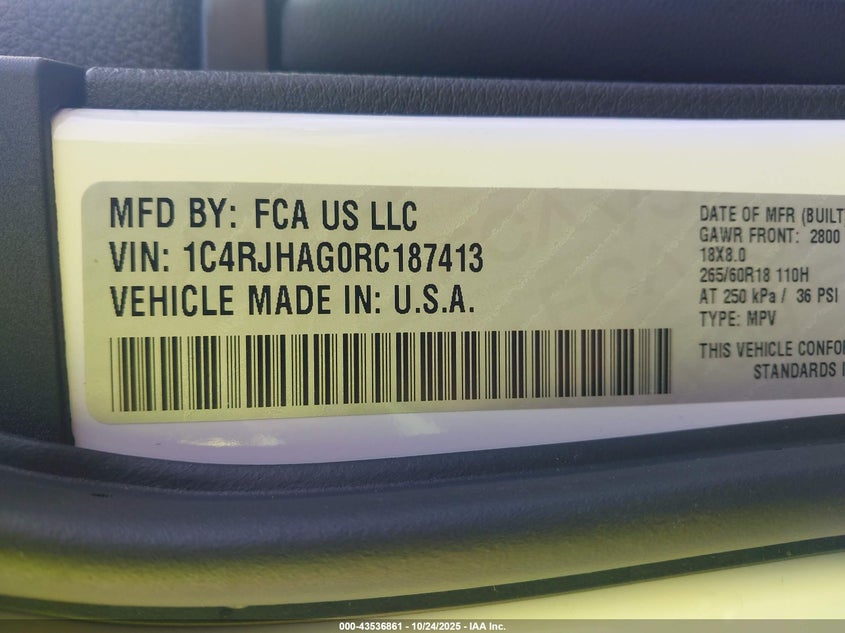 MFD BY: FCA US LLC
VIN: 1C4RJHAG0RC187413
VEHICLE MADE IN: U.S.A.
DATE OF MFR (BUILT
GAWR FRONT: 2800
18X8.0
265/60R18 110H
AT 250 kPa / 36 PSI
TYPE: MPV
THIS VEHICLE CONFO
STANDARDS
000-43536861 - 10/24/2025 - IAA Inc.